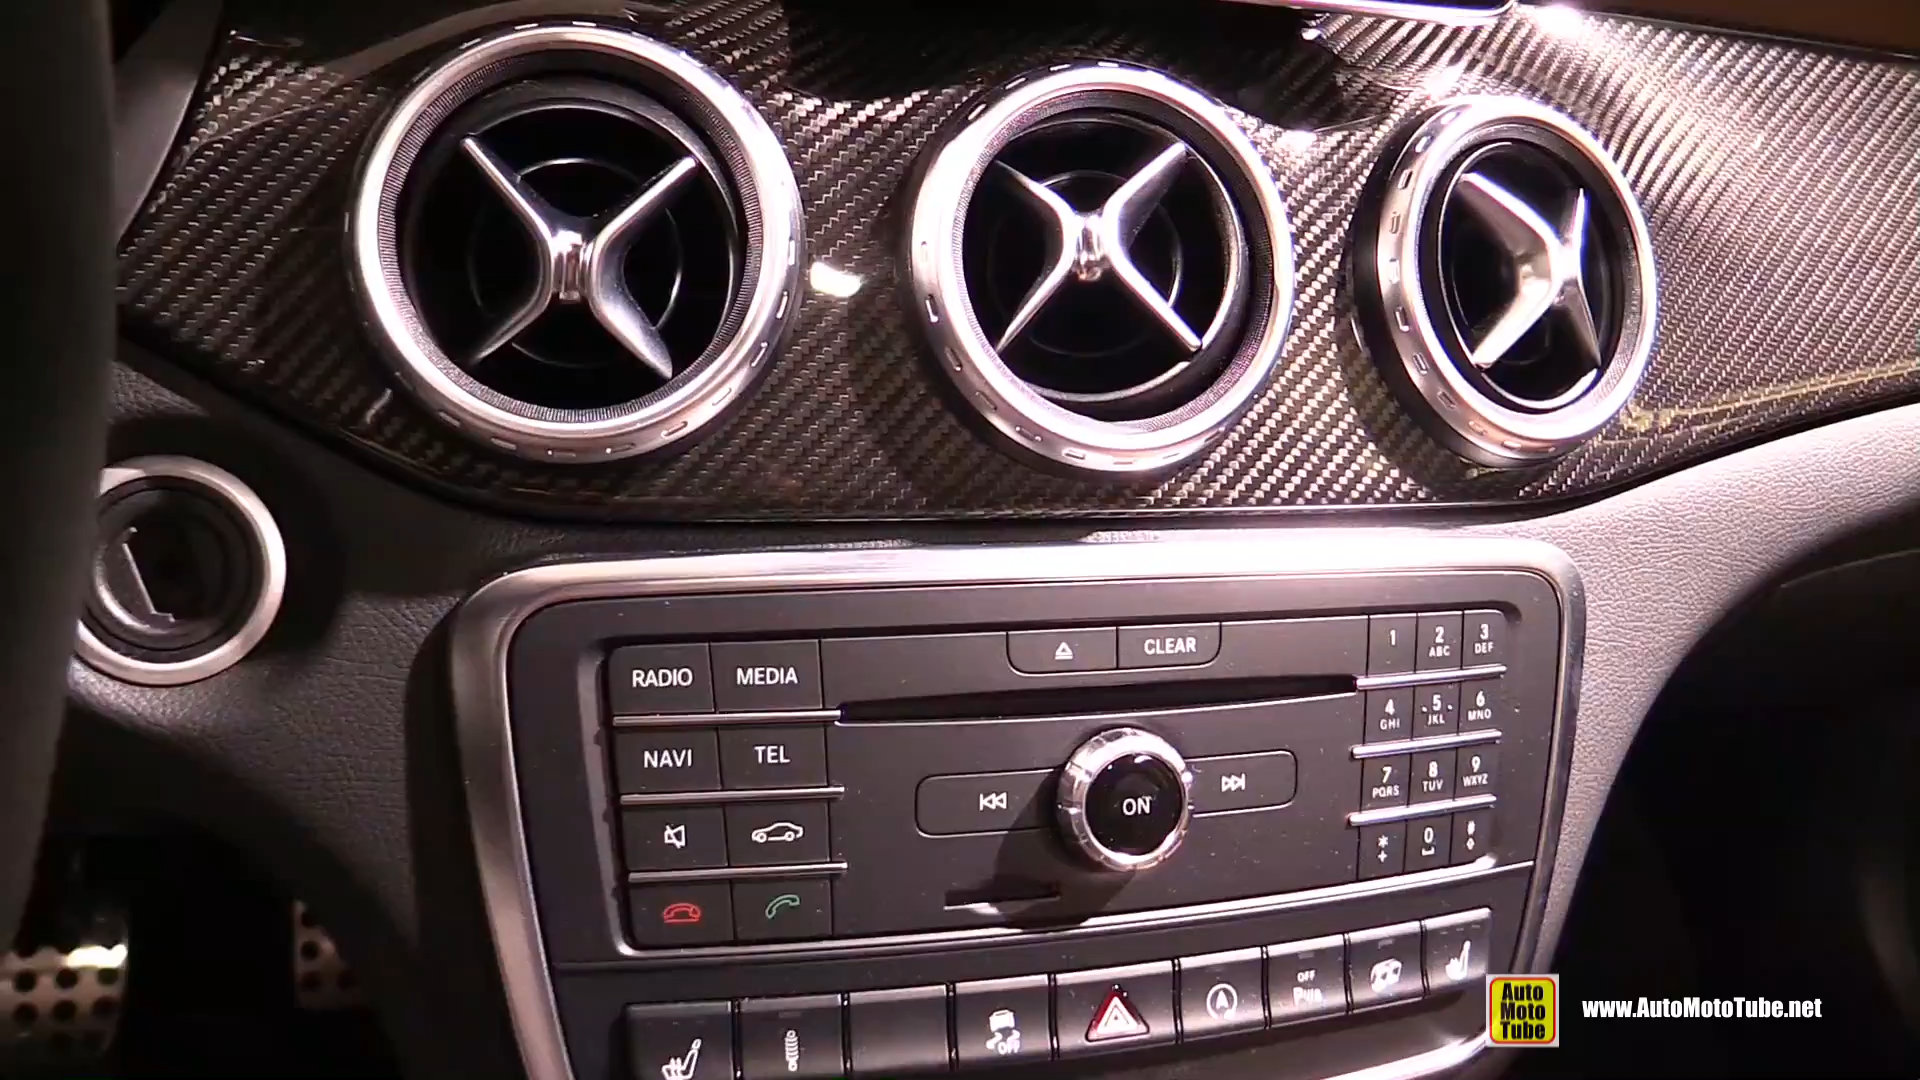 CLEAR
RADIO MEDIA
NAVI TEL
ON
1 2 ABC 3 DEF
4 GHI 5 JKL 6 MNO
7 PQRS 8 TUV 9 WXYZ
* + 0 #
OFF
A
OFF
Auto
Moto
Tube
www.AutoMotoTube.net